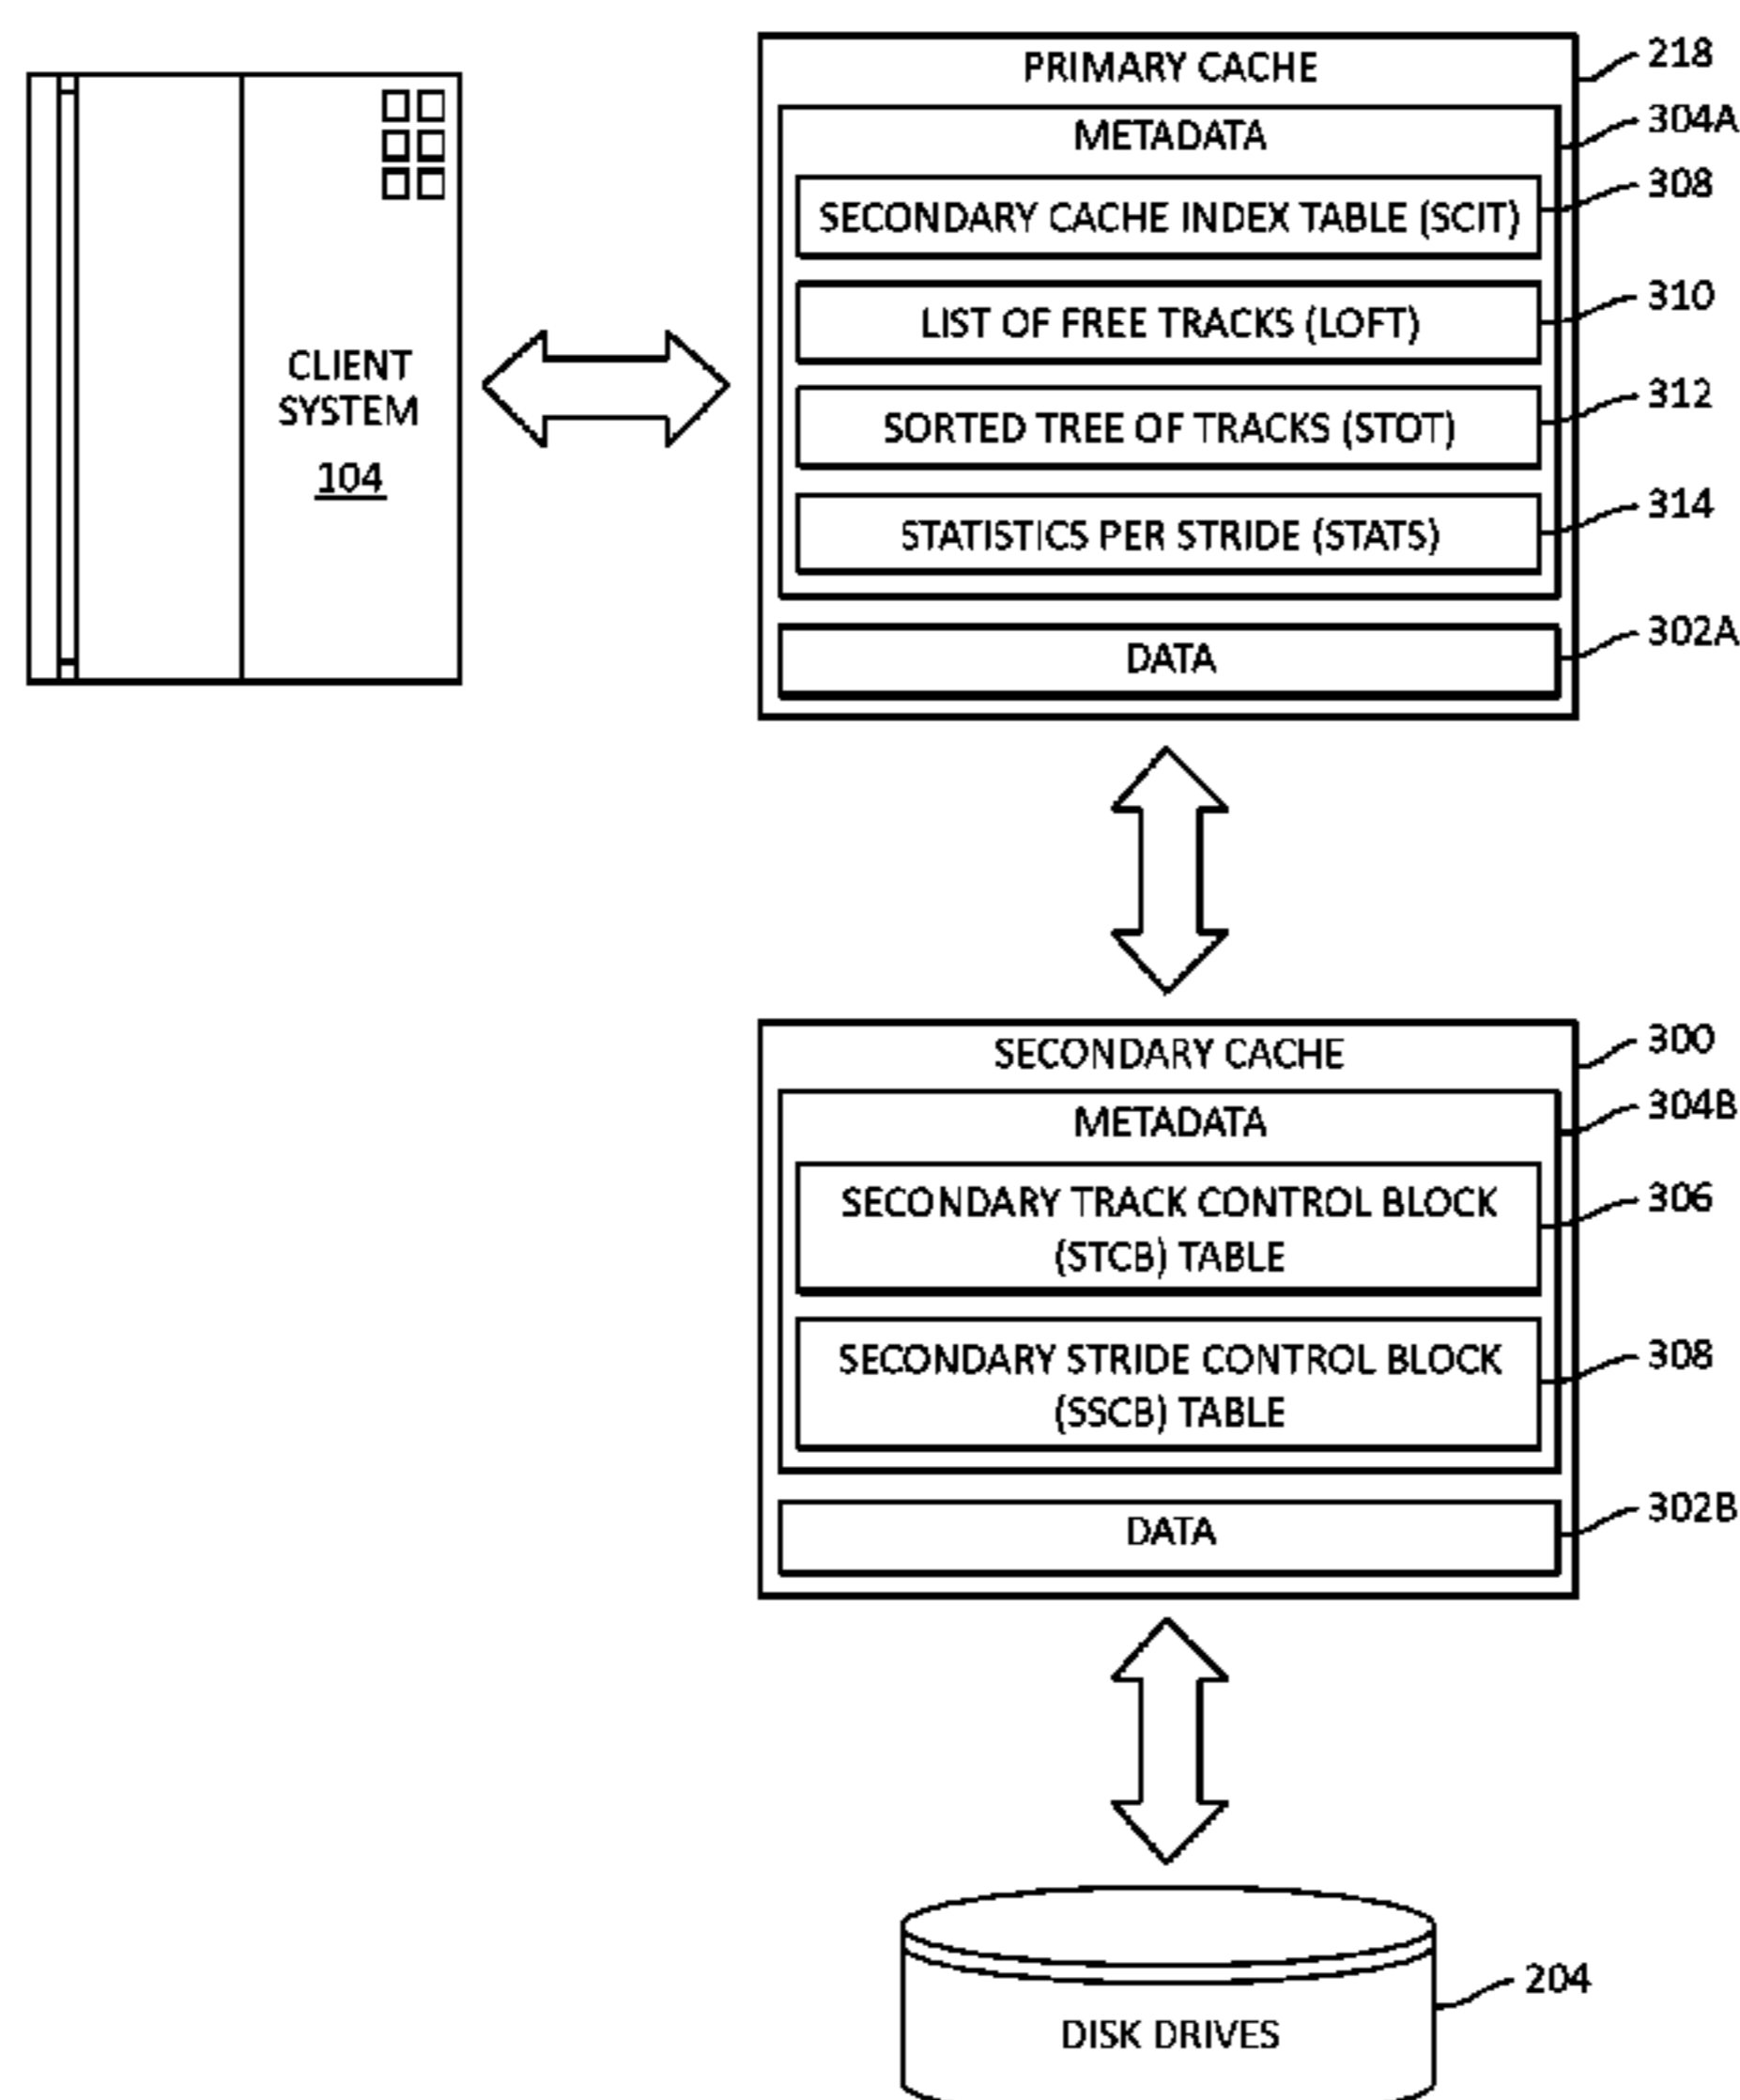 PRIMARY CACHE
218
METADATA
304A
SECONDARY CACHE INDEX TABLE (SCIT)
308
LIST OF FREE TRACKS (LOFT)
310
SORTED TREE OF TRACKS (STOT)
312
STATISTICS PER STRIDE (STATS)
314
DATA
302A
CLIENT
SYSTEM
104
SECONDARY CACHE
300
METADATA
304B
SECONDARY TRACK CONTROL BLOCK
(STCB) TABLE
306
SECONDARY STRIDE CONTROL BLOCK
(SSCB) TABLE
308
DATA
302B
DISK DRIVES
204